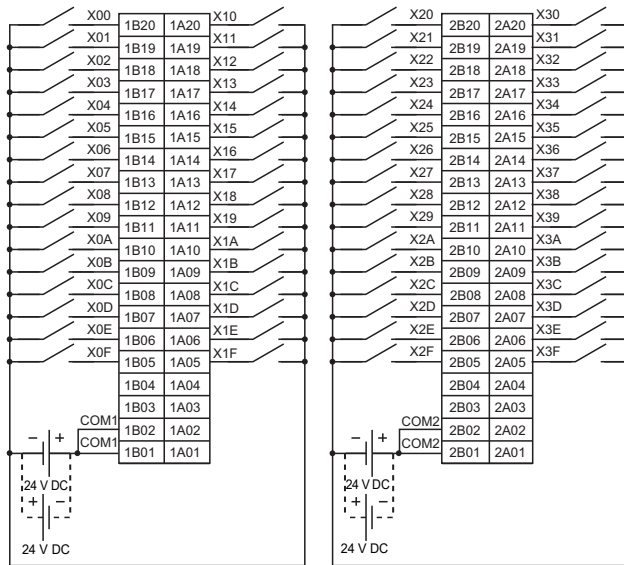 X00 1B20 1A20 X10 X20 2B20 2A20 X30
X01 1B19 1A19 X11 X21 2B19 2A19 X31
X02 1B18 1A18 X12 X22 2B18 2A18 X32
X03 1B17 1A17 X13 X23 2B17 2A17 X33
X04 1B16 1A16 X14 X24 2B16 2A16 X34
X05 1B15 1A15 X15 X25 2B15 2A15 X35
X06 1B14 1A14 X16 X26 2B14 2A14 X36
X07 1B13 1A13 X17 X27 2B13 2A13 X37
X08 1B12 1A12 X18 X28 2B12 2A12 X38
X09 1B11 1A11 X19 X29 2B11 2A11 X39
X0A 1B10 1A10 X1A X2A 2B10 2A10 X3A
X0B 1B09 1A09 X1B X2B 2B09 2A09 X3B
X0C 1B08 1A08 X1C X2C 2B08 2A08 X3C
X0D 1B07 1A07 X1D X2D 2B07 2A07 X3D
X0E 1B06 1A06 X1E X2E 2B06 2A06 X3E
X0F 1B05 1A05 X1F X2F 2B05 2A05 X3F
1B04 1A04 2B04 2A04
1B03 1A03 2B03 2A03
COM1 1B02 1A02 COM2 2B02 2A02
− + COM1 1B01 1A01 − + COM2 2B01 2A01
24 V DC 24 V DC
+ − + −
24 V DC 24 V DC